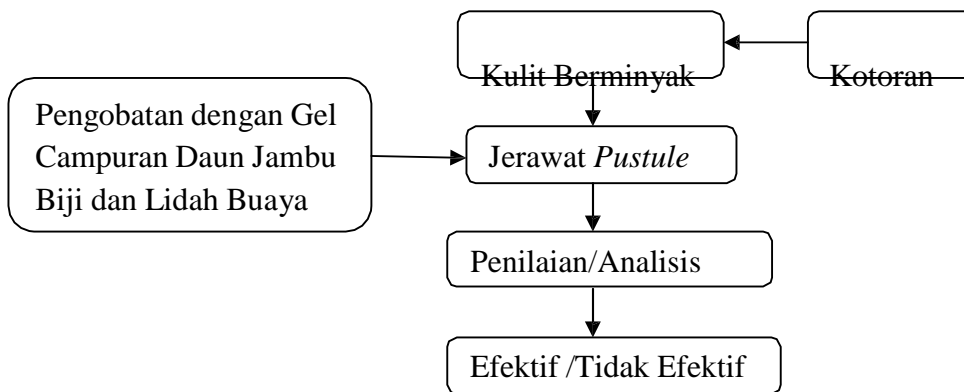 Kulit Berminyak
Kotoran
Pengobatan dengan Gel
Campuran Daun Jambu
Biji dan Lidah Buaya
Jerawat Pustule
Penilaian/Analisis
Efektif /Tidak Efektif